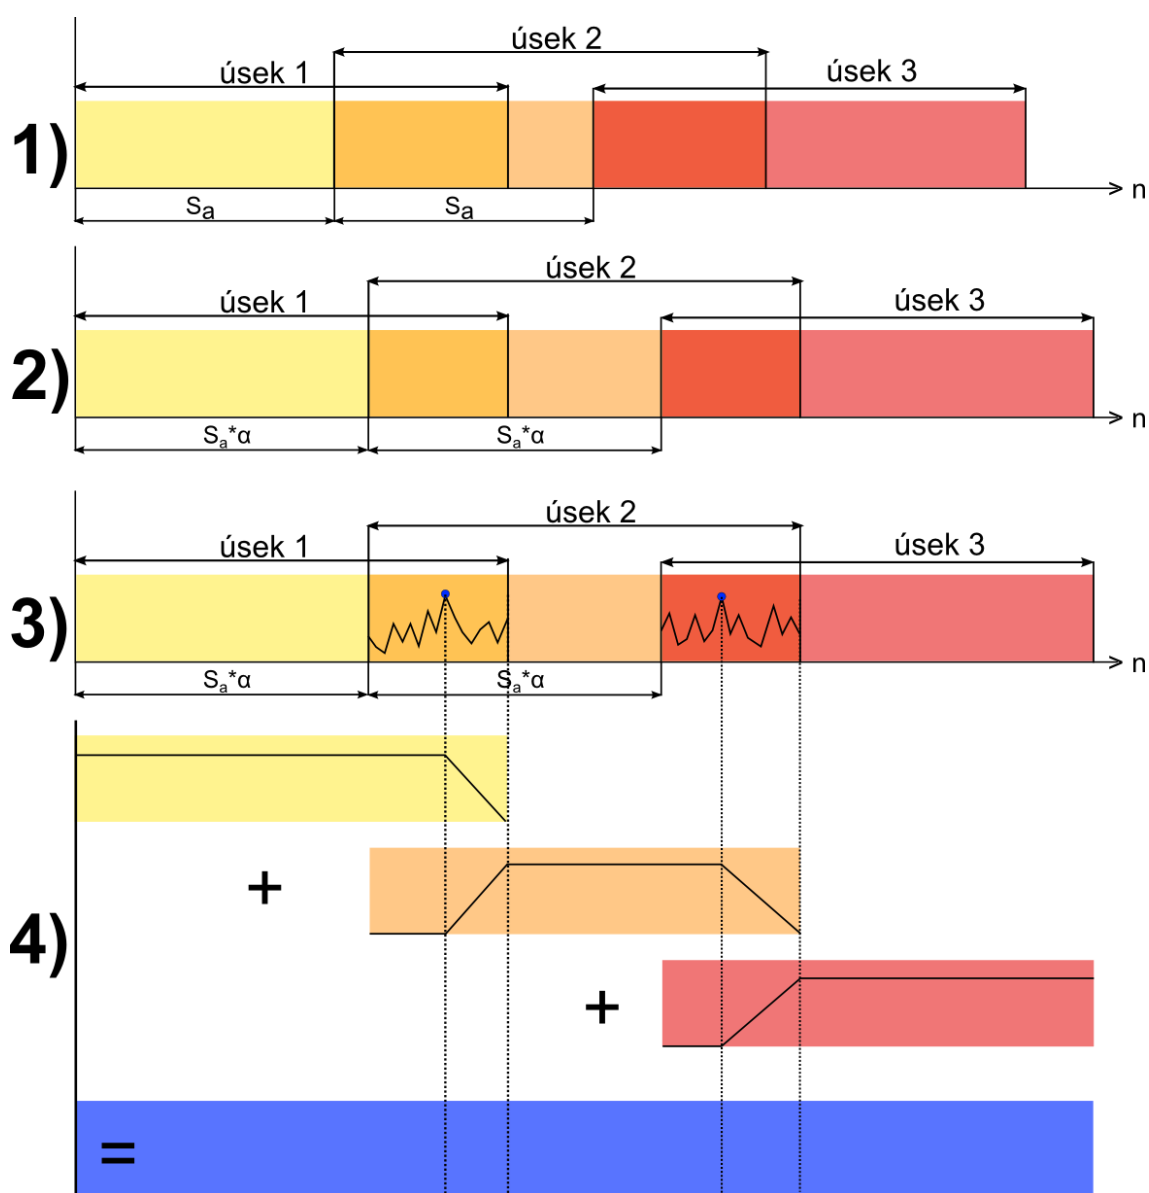 úsek 2
úsek 1
úsek 3
1)
n
Sa
Sa
úsek 2
úsek 1
úsek 3
2)
n
Sa*α
Sa*α
úsek 2
úsek 1
úsek 3
3)
n
Sa*α
Sa*α
+
4)
+
=